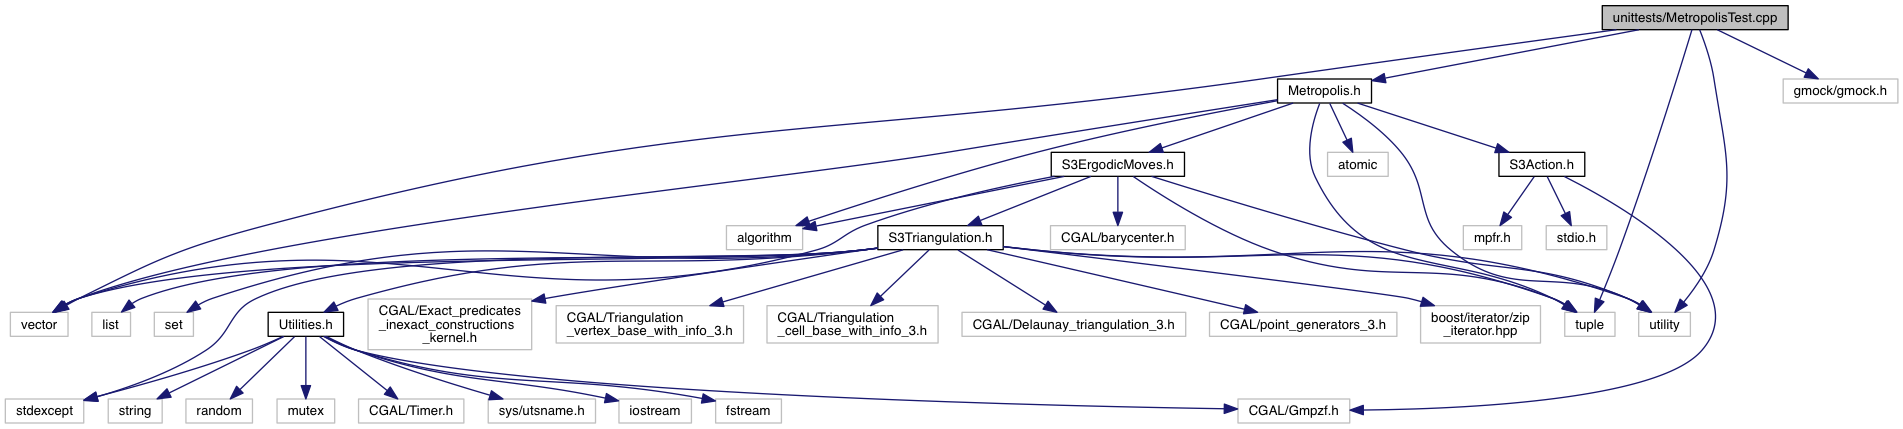 unittests/MetropolisTest.cpp
Metropolis.h
gmock/gmock.h
S3ErgodicMoves.h
atomic
S3Action.h
algorithm
S3Triangulation.h
CGAL/barycenter.h
mpfr.h
stdio.h
vector
list
set
Utilities.h
CGAL/Exact_predicates
_inexact_constructions
_kernel.h
CGAL/Triangulation
_vertex_base_with_info_3.h
CGAL/Triangulation
_cell_base_with_info_3.h
CGAL/Delaunay_triangulation_3.h
CGAL/point_generators_3.h
boost/iterator/zip
_iterator.hpp
tuple
utility
stdexcept
string
random
mutex
CGAL/Timer.h
sys/utsname.h
iostream
fstream
CGAL/Gmpzf.h